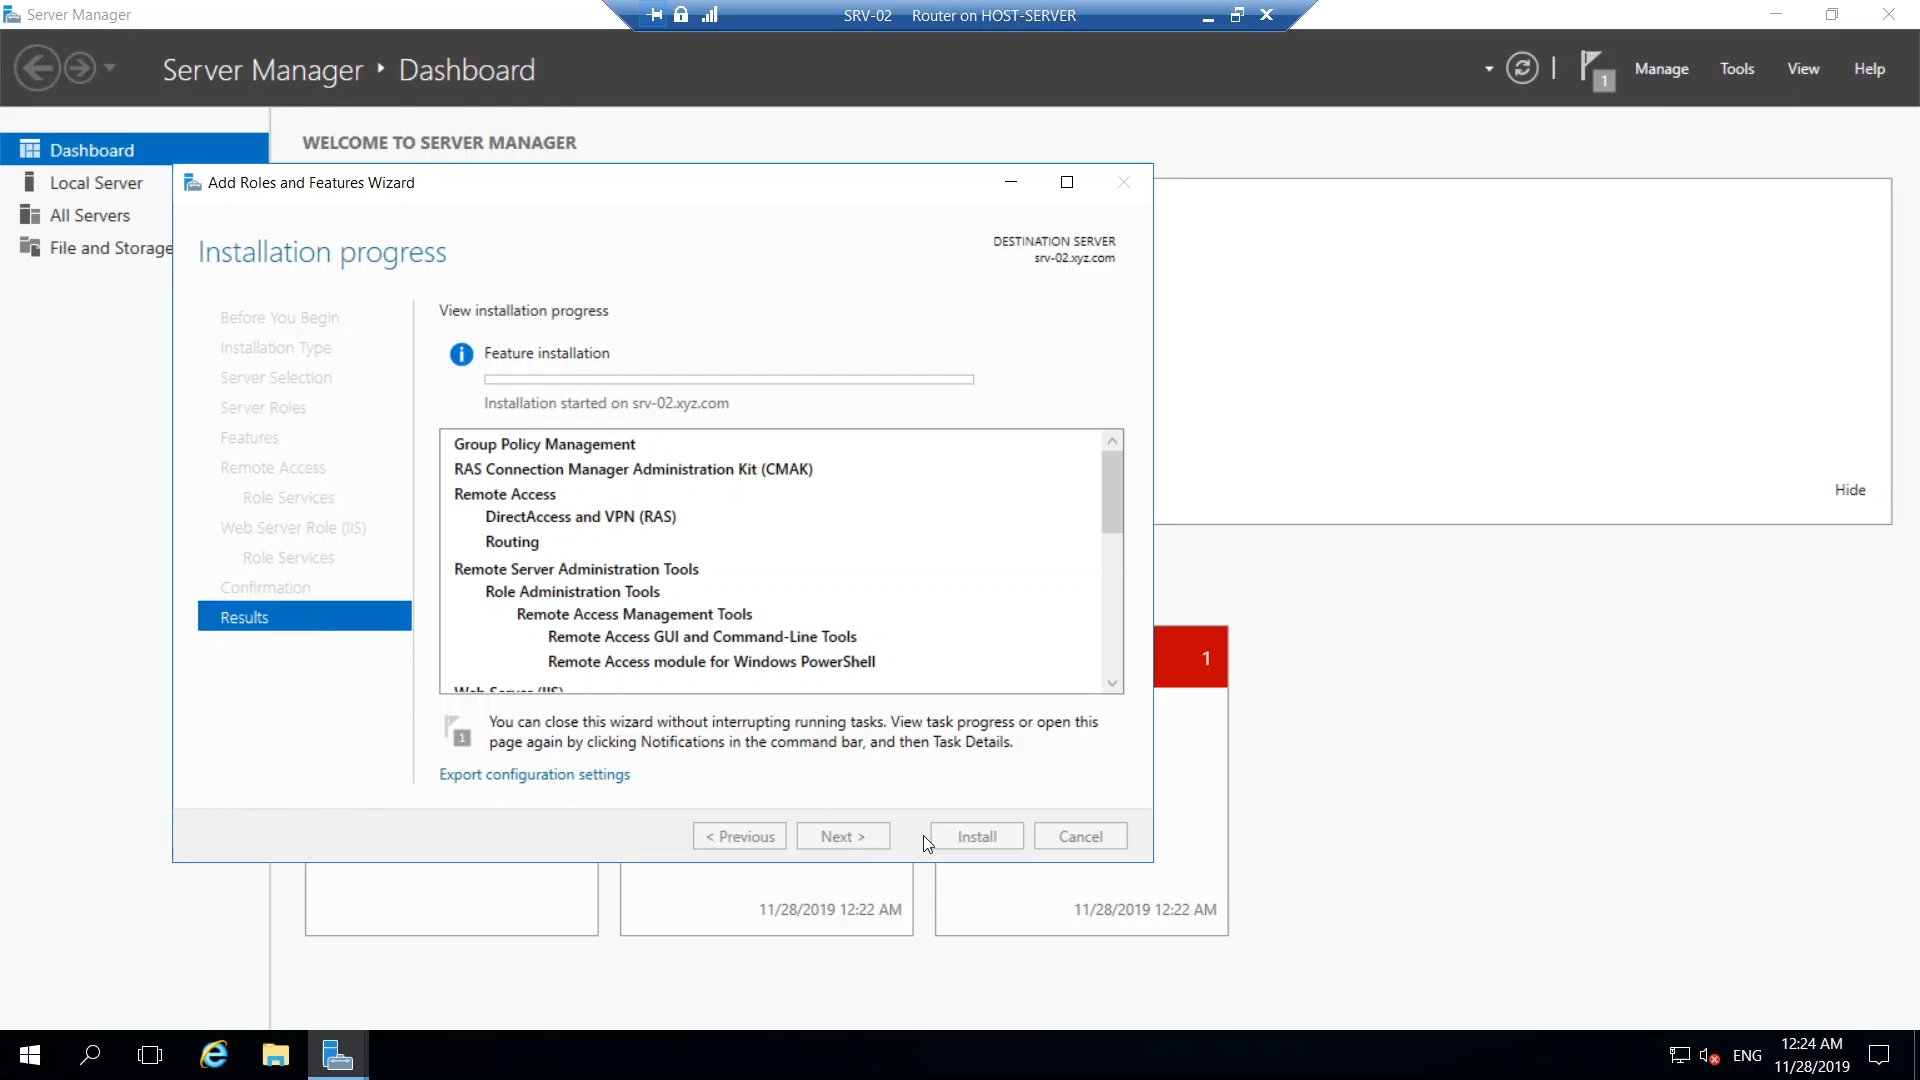 Server Manager
SRV-02 Router on HOST-SERVER
Server Manager ‣ Dashboard
1
Manage
Tools
View
Help
Dashboard
Local Server
All Servers
File and Storage
WELCOME TO SERVER MANAGER
Add Roles and Features Wizard
Installation progress
DESTINATION SERVER
srv-02.xyz.com
Before You Begin
Installation Type
Server Selection
Server Roles
Features
Remote Access
Role Services
Web Server Role (IIS)
Role Services
Confirmation
Results
View installation progress
Feature installation
Installation started on srv-02.xyz.com
Group Policy Management
RAS Connection Manager Administration Kit (CMAK)
Remote Access
DirectAccess and VPN (RAS)
Routing
Remote Server Administration Tools
Role Administration Tools
Remote Access Management Tools
Remote Access GUI and Command-Line Tools
Remote Access module for Windows PowerShell
Web Server (IIS)
1
You can close this wizard without interrupting running tasks. View task progress or open this
page again by clicking Notifications in the command bar, and then Task Details.
Export configuration settings
< Previous
Next >
Install
Cancel
Hide
1
11/28/2019 12:22 AM
11/28/2019 12:22 AM
ENG
12:24 AM
11/28/2019